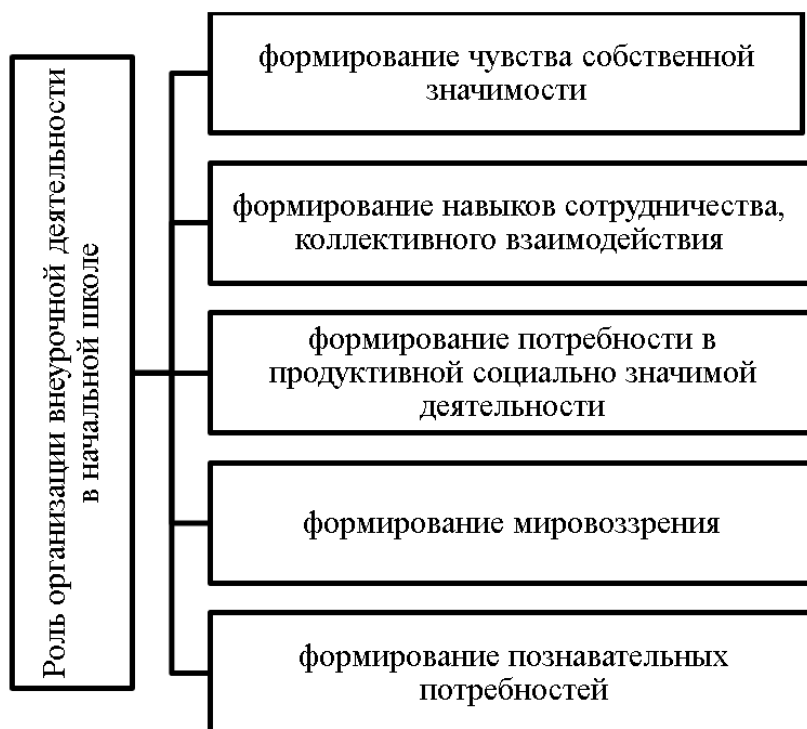 Роль организации внеурочной деятельности
в начальной школе
формирование чувства собственной
значимости
формирование навыков сотрудничества,
коллективного взаимодействия
формирование потребности в
продуктивной социально значимой
деятельности
формирование мировоззрения
формирование познавательных
потребностей